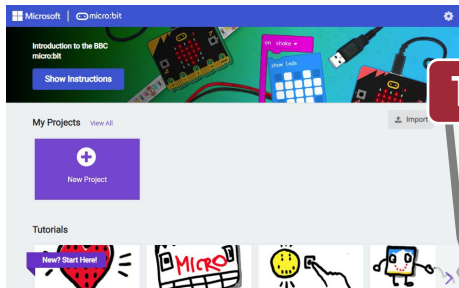 Microsoft | micro:bit
Introduction to the BBC
micro:bit
Show Instructions
on shake
show leds
My Projects View All
Import
New Project
Tutorials
New? Start Here!
MICRO